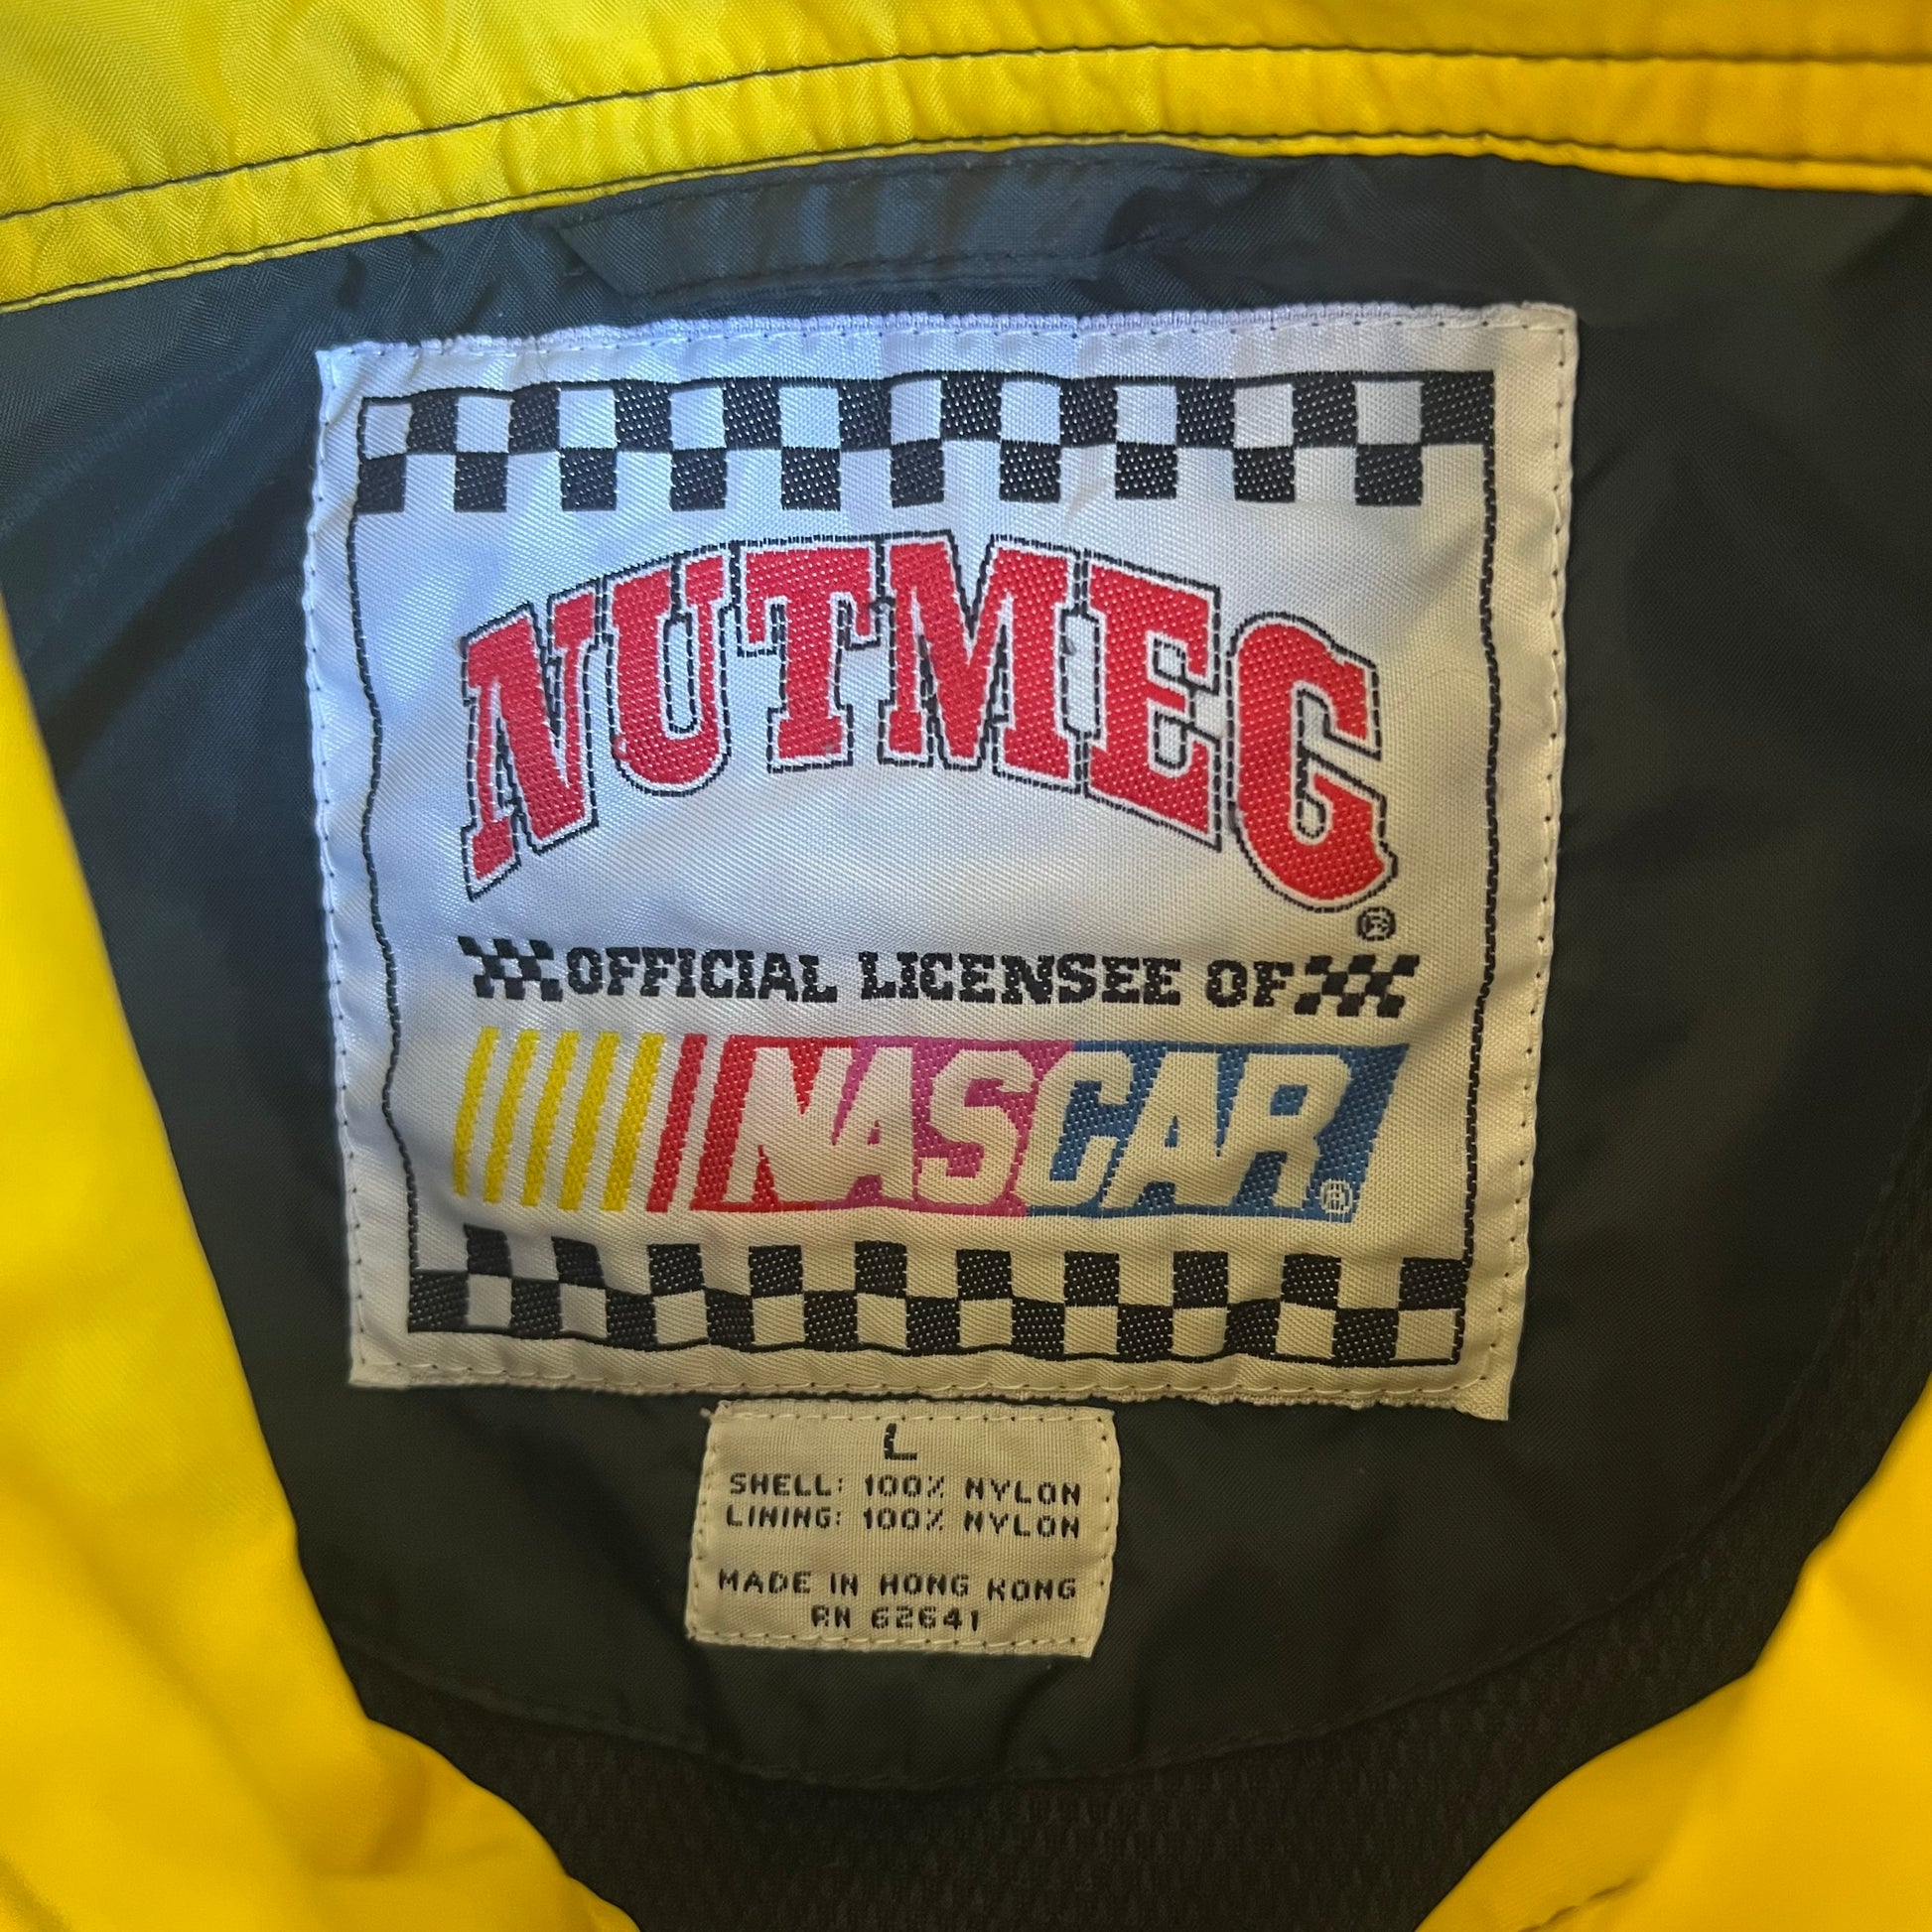 NUTMEG®
OFFICIAL LICENSEE OF
NASCAR®
L
SHELL: 100% NYLON
LINING: 100% NYLON
MADE IN HONG KONG
RN 62641